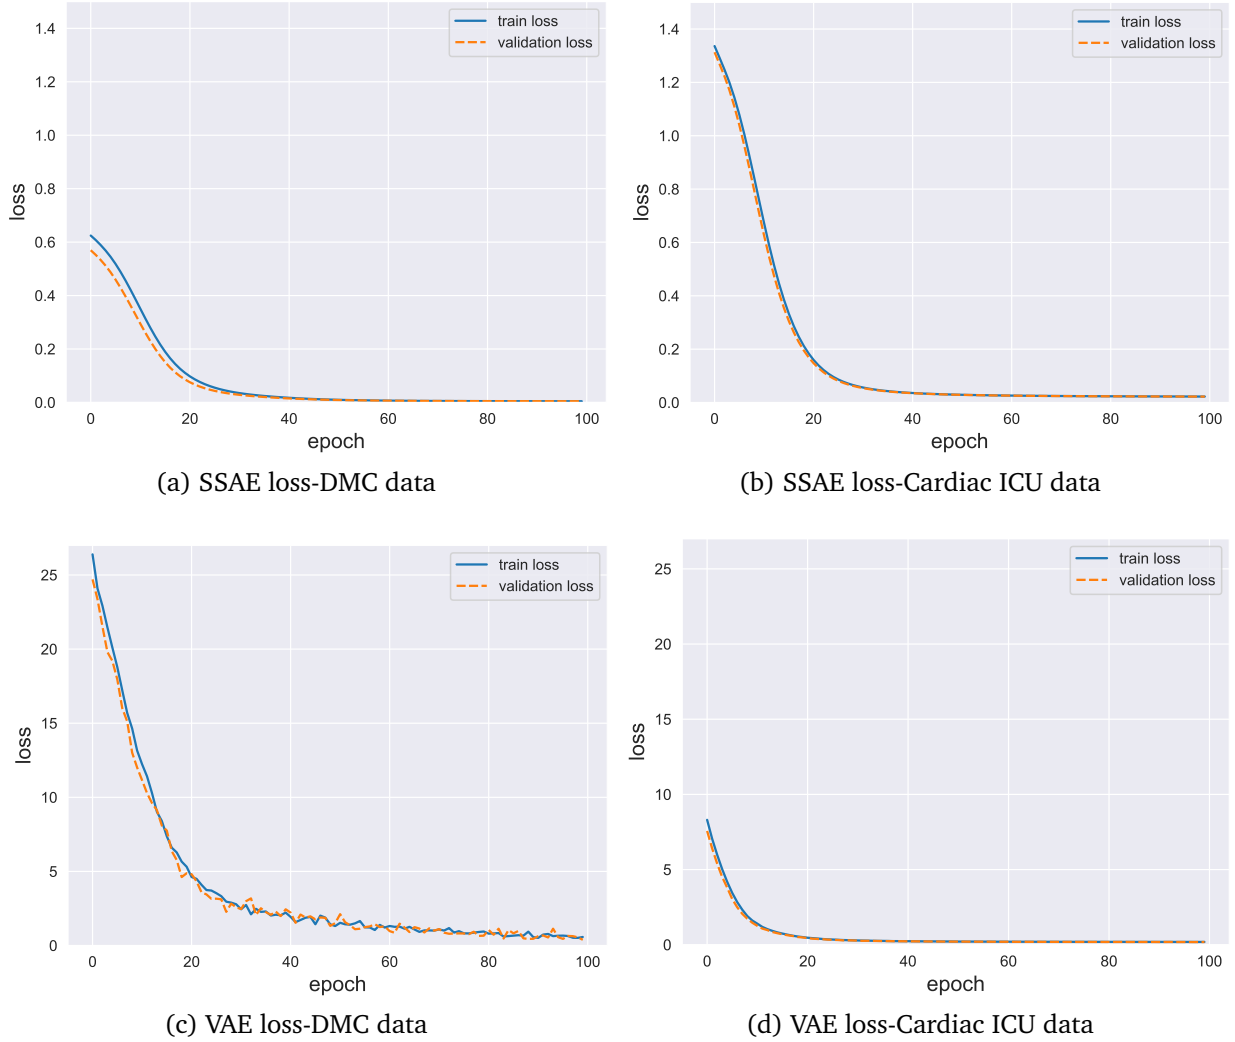 train loss
validation loss
1.4
1.2
1.0
0.8
0.6
0.4
0.2
0.0
loss
0 20 40 60 80 100
epoch
(a) SSAE loss-DMC data
train loss
validation loss
1.4
1.2
1.0
0.8
0.6
0.4
0.2
0.0
loss
0 20 40 60 80 100
epoch
(b) SSAE loss-Cardiac ICU data
train loss
validation loss
25
20
15
10
5
0
loss
0 20 40 60 80 100
epoch
(c) VAE loss-DMC data
train loss
validation loss
25
20
15
10
5
0
loss
0 20 40 60 80 100
epoch
(d) VAE loss-Cardiac ICU data